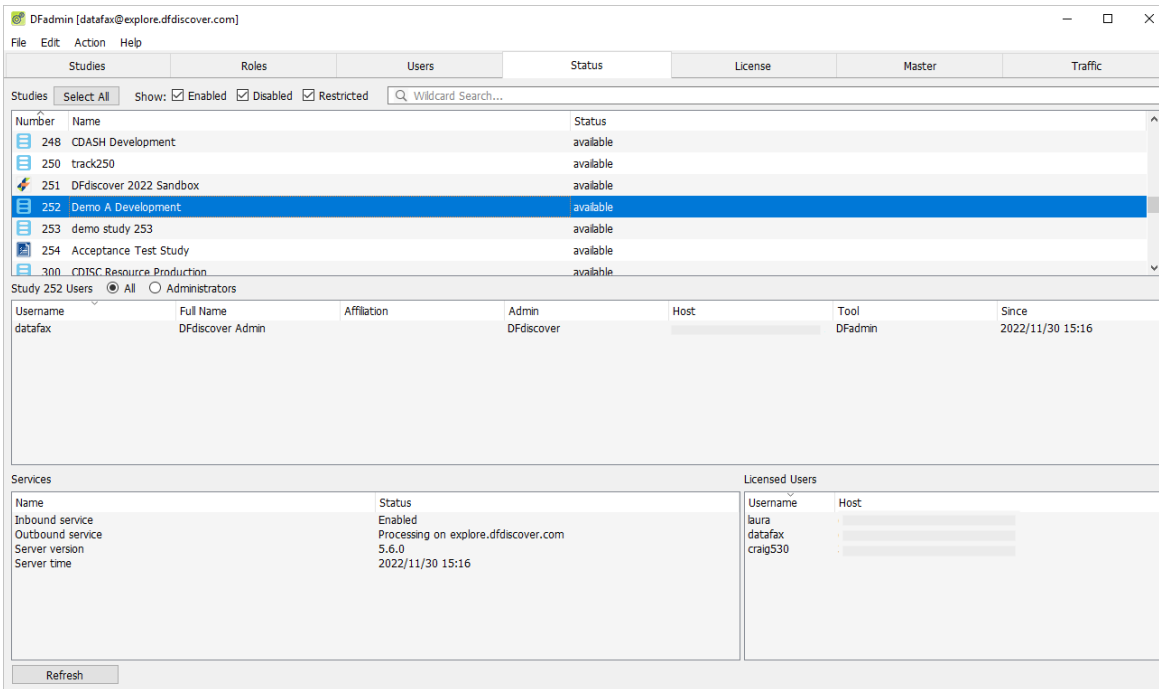 DFadmin [datafax@explore.dfdiscover.com]
File Edit Action Help
Studies Roles Users Status License Master Traffic
Studies Select All Show: Enabled Disabled Restricted Wildcard Search...
Number Name Status
248 CDASH Development available
250 track250 available
251 DFdiscover 2022 Sandbox available
252 Demo A Development available
253 demo study 253 available
254 Acceptance Test Study available
300 CDISC Resource Production available
Study 252 Users All Administrators
Username Full Name Affiliation Admin Host Tool Since
datafax DFdiscover Admin DFdiscover DFadmin 2022/11/30 15:16
Services Licensed Users
Name Status Username Host
Inbound service Enabled laura
Outbound service Processing on explore.dfdiscover.com datafax
Server version 5.6.0 craig530
Server time 2022/11/30 15:16
Refresh